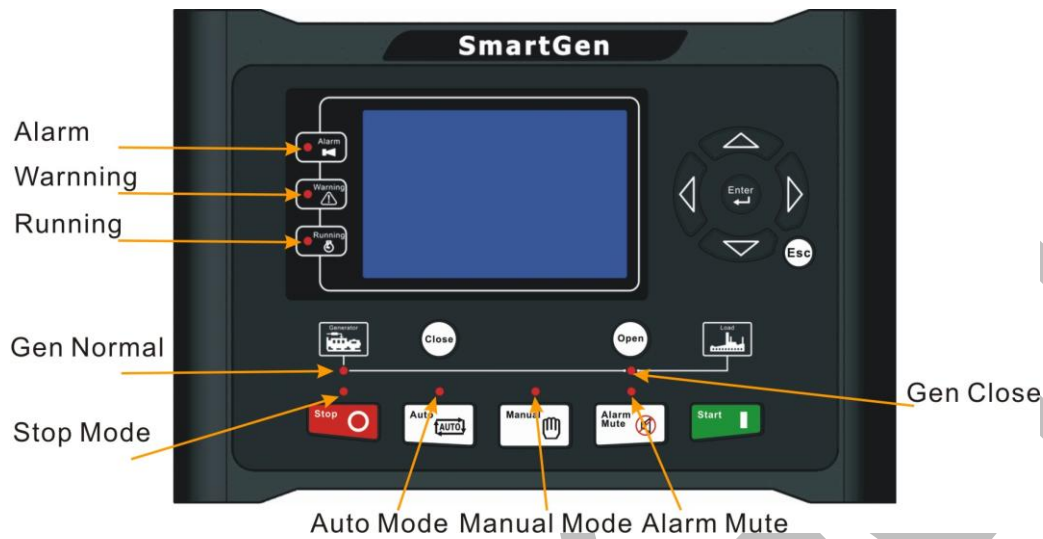 SmartGen
Alarm
Alarm
Warnning
Warning
Enter
Running
Running
Esc
Generator
Close
Open
Load
Gen Normal
Gen Close
Stop Mode
Stop
Auto
AUTO
Manual
Alarm
Mute
Start
Auto Mode Manual Mode Alarm Mute